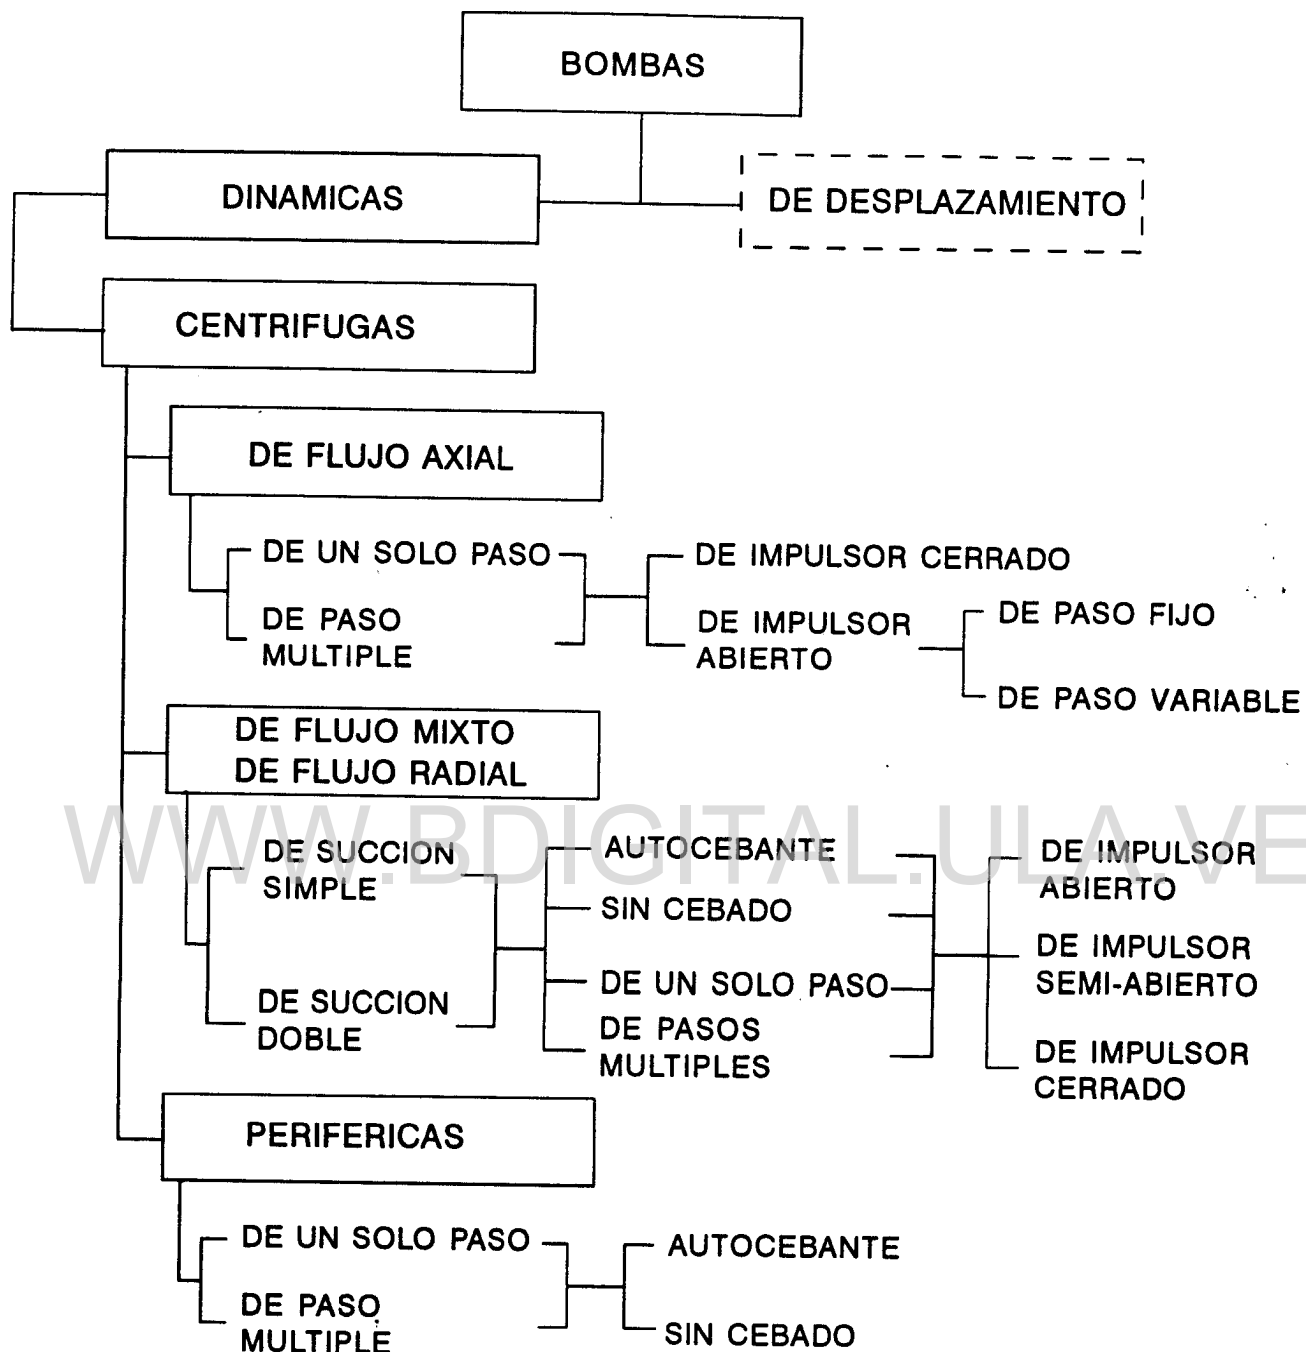 BOMBAS
DINAMICAS
DE DESPLAZAMIENTO
CENTRIFUGAS
DE FLUJO AXIAL
DE UN SOLO PASO
DE PASO
MULTIPLE
DE IMPULSOR CERRADO
DE IMPULSOR
ABIERTO
DE PASO FIJO
DE PASO VARIABLE
DE FLUJO MIXTO
DE FLUJO RADIAL
WWW.BDIGITAL.ULA.VE
DE SUCCION
SIMPLE
DE SUCCION
DOBLE
AUTOCEBANTE
SIN CEBADO
DE UN SOLO PASO
DE PASOS
MULTIPLES
DE IMPULSOR
ABIERTO
DE IMPULSOR
SEMI-ABIERTO
DE IMPULSOR
CERRADO
PERIFERICAS
DE UN SOLO PASO
DE PASO
MULTIPLE
AUTOCEBANTE
SIN CEBADO